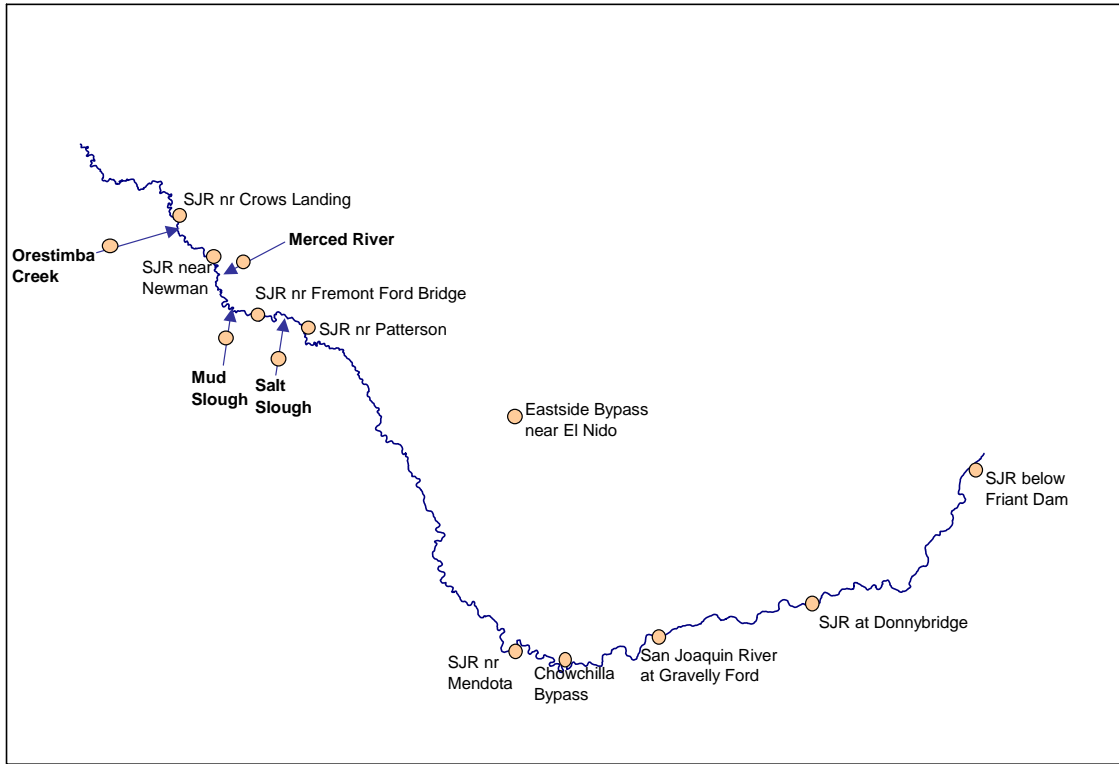 SJR nr Crows Landing
Orestimba
Creek
Merced River
SJR near
Newman
SJR nr Fremont Ford Bridge
SJR nr Patterson
Mud
Slough
Salt
Slough
Eastside Bypass
near El Nido
SJR below
Friant Dam
SJR at Donnybridge
San Joaquin River
at Gravelly Ford
SJR nr
Mendota
Chowchilla
Bypass